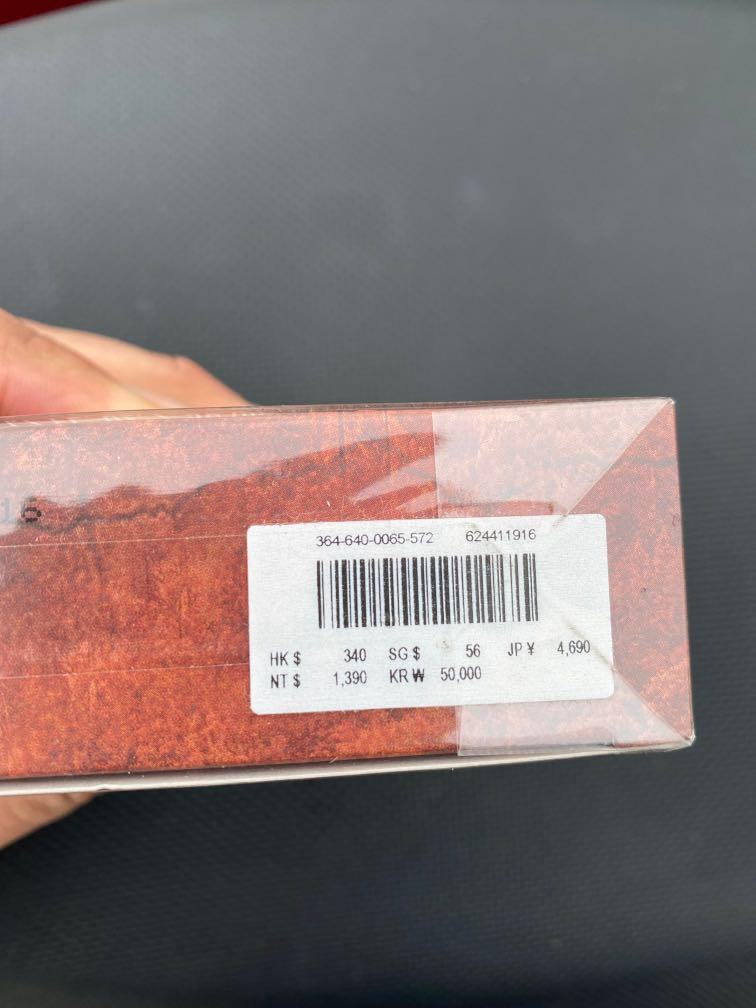 364-640-0065-572 624411916
HK $ 340 SG $ 56 JP ¥ 4,690
NT $ 1,390 KR ₩ 50,000